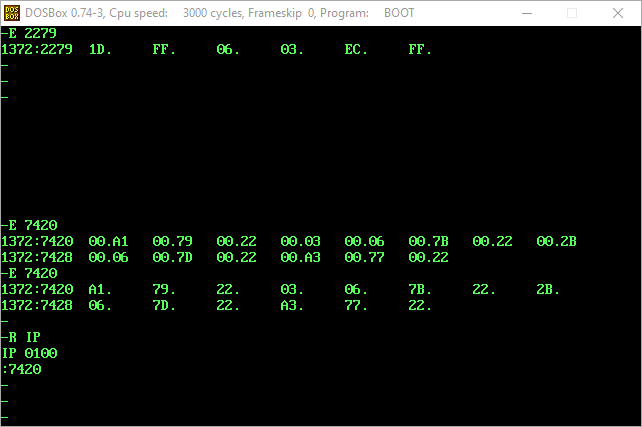 DOS BOX DOSBox 0.74-3, Cpu speed: 3000 cycles, Frameskip 0, Program: BOOT
-E 2279
1372:2279 1D. FF. 06. 03. EC. FF.
-
-
-
-E 7420
1372:7420 00.A1 00.79 00.22 00.03 00.06 00.7B 00.22 00.2B
1372:7428 00.06 00.7D 00.22 00.A3 00.77 00.22
-E 7420
1372:7420 A1. 79. 22. 03. 06. 7B. 22. 2B.
1372:7428 06. 7D. 22. A3. 77. 22.
-
-R IP
IP 0100
:7420
-
-
-